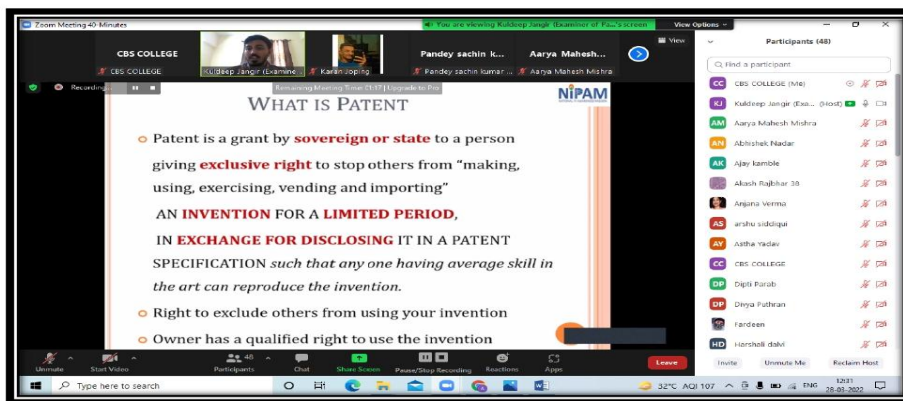 Zoom Meeting 40-Minutes
You are viewing Kuldeep Jangir (Examiner of Pa...'s screen
View Options
Participants (48)
View
CBS COLLEGE
Pandey sachin k...
Aarya Mahesh...
CBS COLLEGE
Kuldeep Jangir (Examine
Karan Joping
Pandey sachin kumar ...
Aarya Mahesh Mishra
Recording...
Remaining Meeting Time: 01:17 | Upgrade to Pro
WHAT IS PATENT
NIPAM
Patent is a grant by sovereign or state to a person
giving exclusive right to stop others from “making,
using, exercising, vending and importing”
AN INVENTION FOR A LIMITED PERIOD,
IN EXCHANGE FOR DISCLOSING IT IN A PATENT
SPECIFICATION such that any one having average skill in
the art can reproduce the invention.
Right to exclude others from using your invention
Owner has a qualified right to use the invention
Find a participant
CC CBS COLLEGE (Me)
KJ Kuldeep Jangir (Exa... (Host)
AM Aarya Mahesh Mishra
AN Abhishek Nadar
AK Ajay kamble
Akash Rajbhar 38
Anjana Verma
AS arshu siddiqui
AY Astha Yadav
CC CBS COLLEGE
DP Dipti Parab
DP Divya Puthran
Fardeen
HD Harshali dalvi
Unmute
Start Video
48
Participants
Chat
Share Screen
Pause/Stop Recording
Reactions
Apps
Leave
Invite
Unmute Me
Reclaim Host
Type here to search
32°C AQI 107
ENG
12:31
28-03-2022